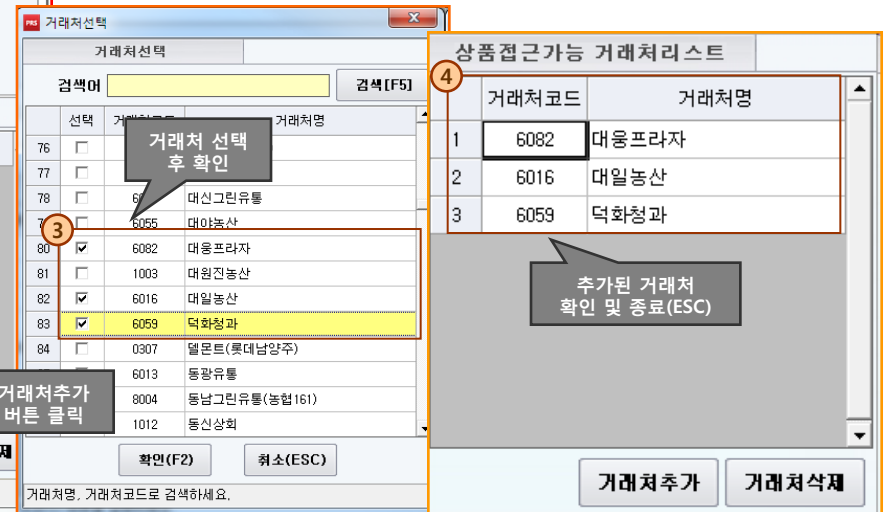 PRS 거래처선택
거래처선택
검색어
검색[F5]
선택 거래처코드 거래처명
76
77
78 대신그린유통
6055 대야농산
80 6082 대웅프라자
81 1003 대원진농산
82 6016 대일농산
83 6059 덕화청과
84 0307 델몬트(롯데남양주)
6013 동광유통
8004 동남그린유통(농협161)
1012 동신상회
거래처 선택
후 확인
3
거래처추가
버튼 클릭
확인(F2) 취소(ESC)
거래처명, 거래처코드로 검색하세요.
상품접근가능 거래처리스트
4
거래처코드 거래처명
1 6082 대웅프라자
2 6016 대일농산
3 6059 덕화청과
추가된 거래처
확인 및 종료(ESC)
거래처추가 거래처삭제